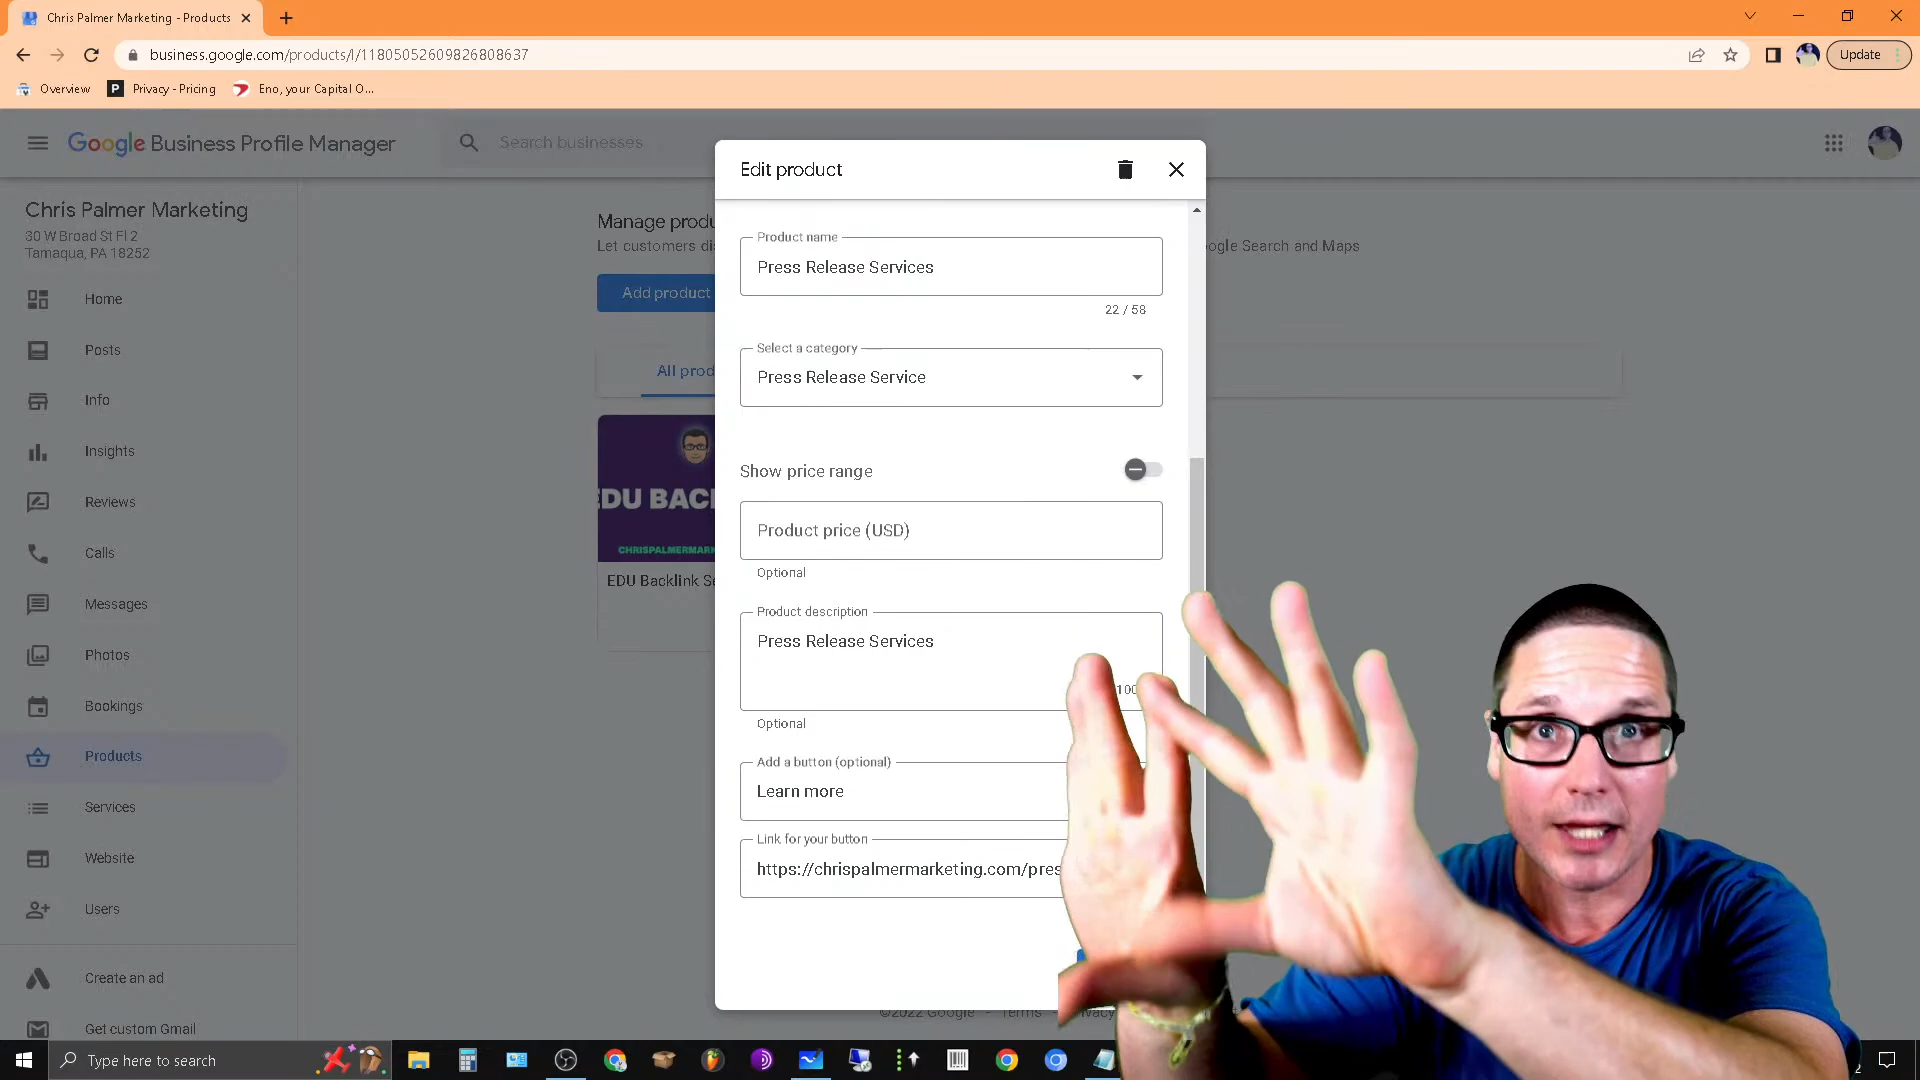 Chris Palmer Marketing - Products
business.google.com/products/l/11805052609826808637
Update
Overview
Privacy - Pricing
Eno, your Capital O...
Google Business Profile Manager
Search businesses
Chris Palmer Marketing
30 W Broad St Fl 2
Tamaqua, PA 18252
Home
Posts
Info
Insights
Reviews
Calls
Messages
Photos
Bookings
Products
Services
Website
Users
Create an ad
Get custom Gmail
Manage produ
Let customers di
ogle Search and Maps
Add product
All prod
EDU BACK
CHRISPALMERMARK
EDU Backlink Se
Edit product
Product name
Press Release Services
22 / 58
Select a category
Press Release Service
Show price range
Product price (USD)
Optional
Product description
Press Release Services
100
Optional
Add a button (optional)
Learn more
Link for your button
https://chrispalmermarketing.com/pres
©2022 Google - Terms - Privacy
Type here to search